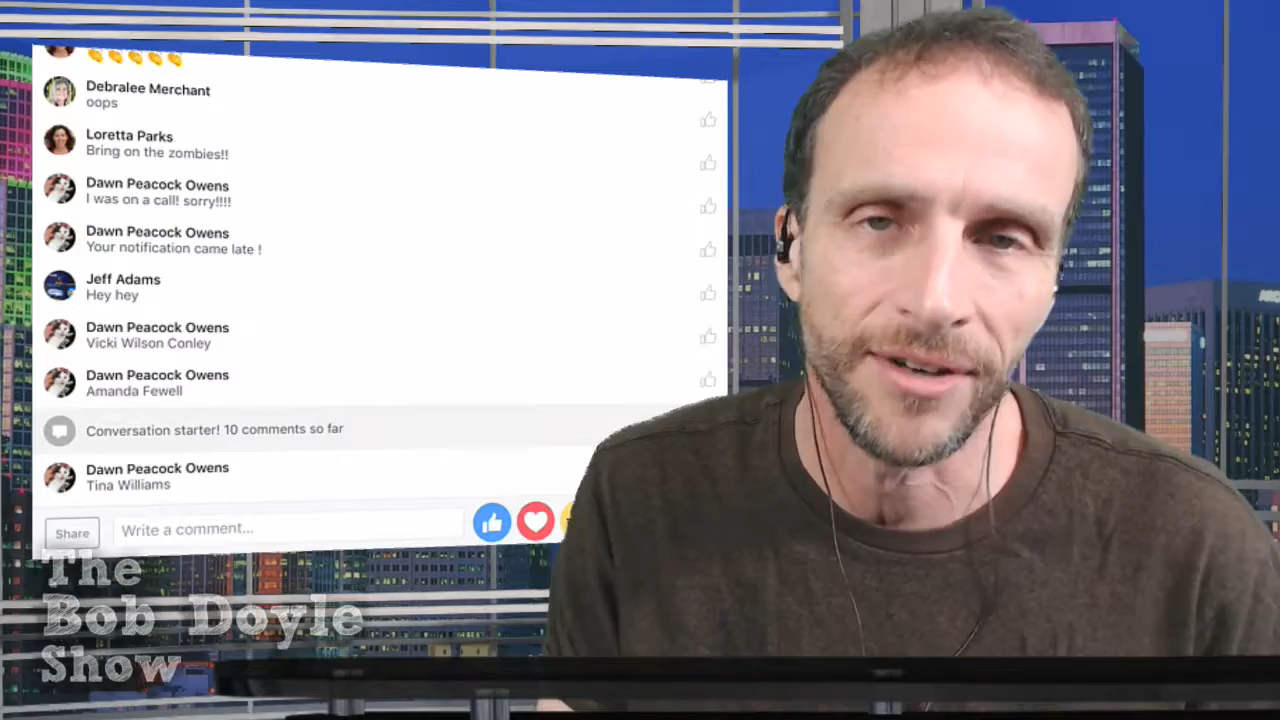 Debralee Merchant
oops
Loretta Parks
Bring on the zombies!!
Dawn Peacock Owens
I was on a call! sorry!!!!
Dawn Peacock Owens
Your notification came late !
Jeff Adams
Hey hey
Dawn Peacock Owens
Vicki Wilson Conley
Dawn Peacock Owens
Amanda Fewell
Conversation starter! 10 comments so far
Dawn Peacock Owens
Tina Williams
Share
Write a comment...
The
Bob Doyle
Show